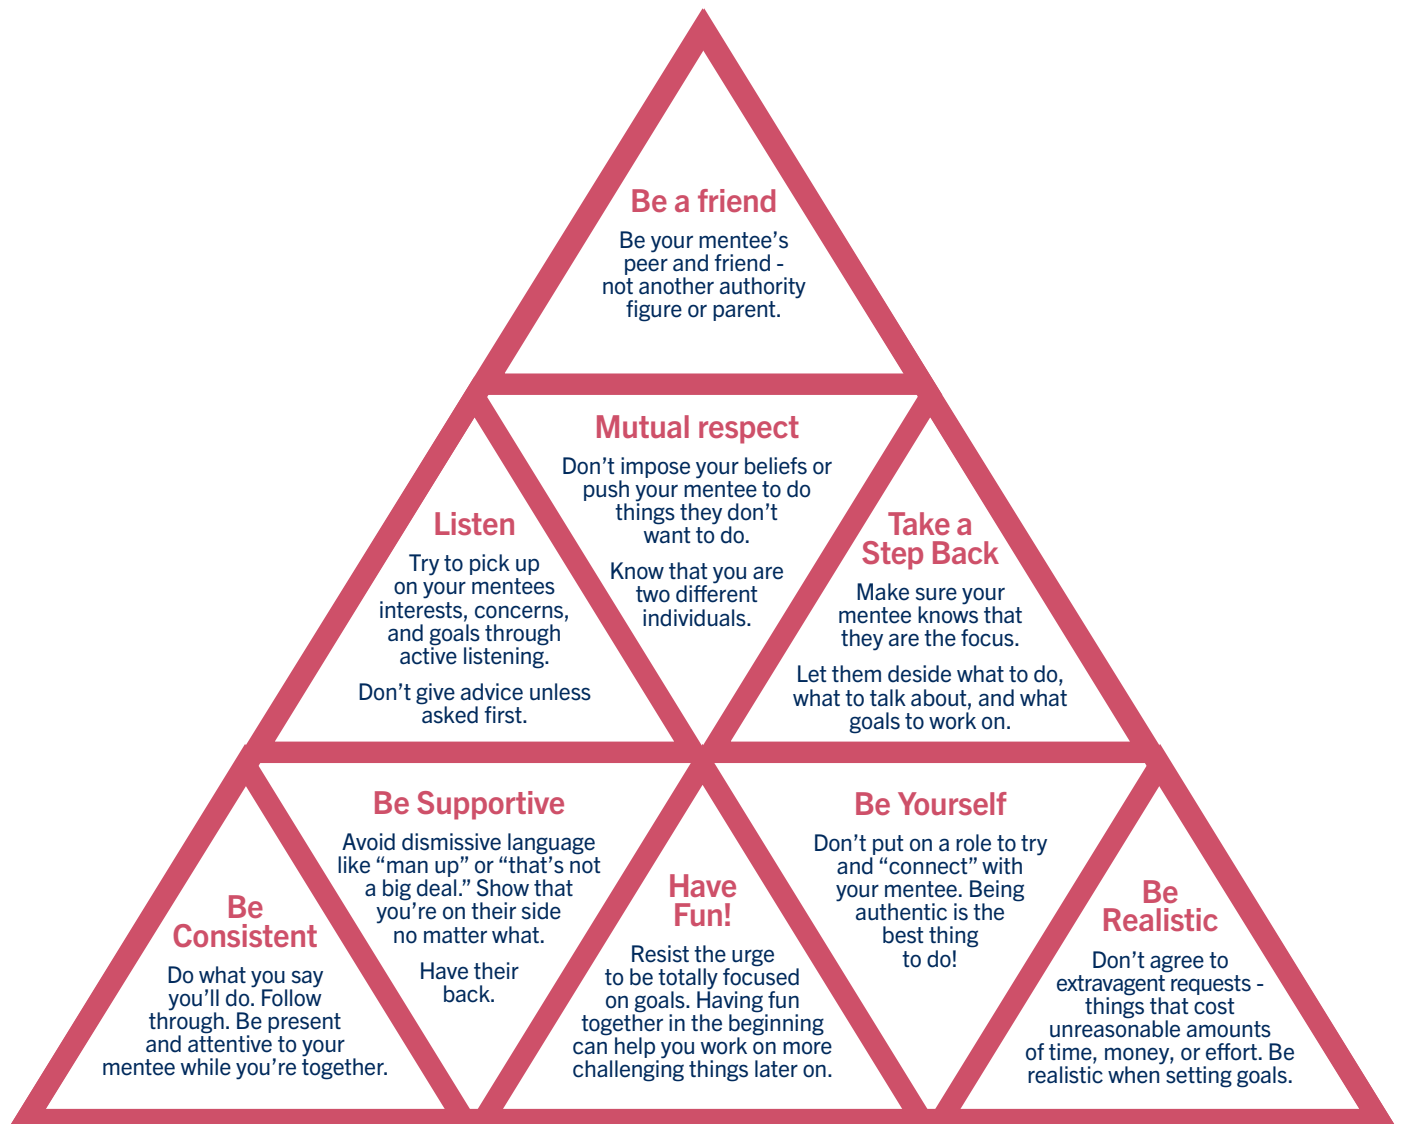 Be a friend
Be your mentee’s
peer and friend -
not another authority
figure or parent.
Listen
Try to pick up
on your mentees
interests, concerns,
and goals through
active listening.
Don’t give advice unless
asked first.
Mutual respect
Don’t impose your beliefs or
push your mentee to do
things they don’t
want to do.
Know that you are
two different
individuals.
Take a
Step Back
Make sure your
mentee knows that
they are the focus.
Let them deside what to do,
what to talk about, and what
goals to work on.
Be
Consistent
Do what you say
you’ll do. Follow
through. Be present
and attentive to your
mentee while you’re together.
Be Supportive
Avoid dismissive language
like “man up” or “that’s not
a big deal.” Show that
you’re on their side
no matter what.
Have their
back.
Have
Fun!
Resist the urge
to be totally focused
on goals. Having fun
together in the beginning
can help you work on more
challenging things later on.
Be Yourself
Don’t put on a role to try
and “connect” with
your mentee. Being
authentic is the
best thing
to do!
Be
Realistic
Don’t agree to
extravagent requests -
things that cost
unreasonable amounts
of time, money, or effort. Be
realistic when setting goals.